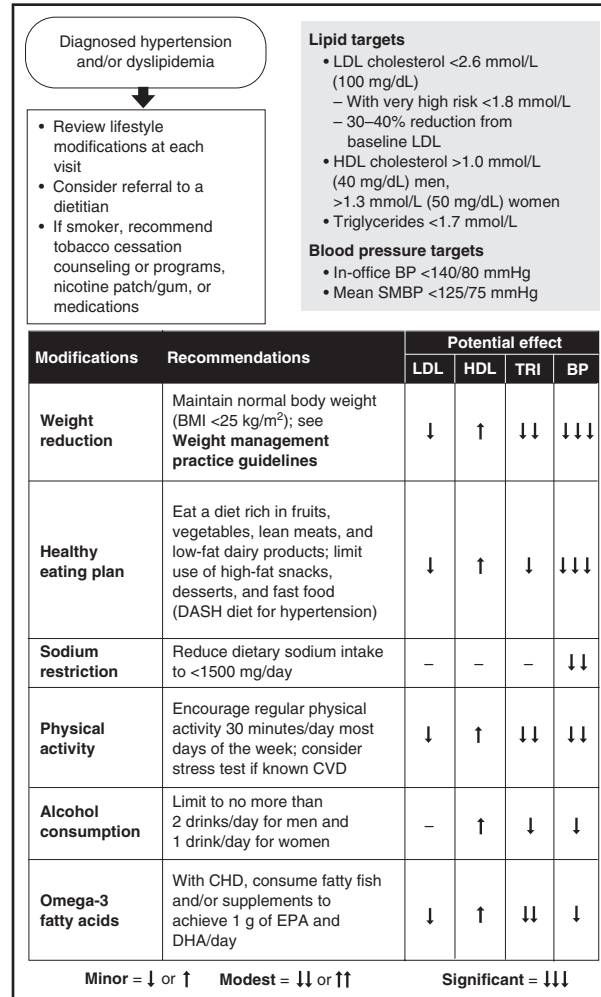 Diagnosed hypertension
and/or dyslipidemia
• Review lifestyle
modifications at each
visit
• Consider referral to a
dietitian
• If smoker, recommend
tobacco cessation
counseling or programs,
nicotine patch/gum, or
medications
Lipid targets
• LDL cholesterol <2.6 mmol/L
(100 mg/dL)
– With very high risk <1.8 mmol/L
– 30–40% reduction from
baseline LDL
• HDL cholesterol >1.0 mmol/L
(40 mg/dL) men,
>1.3 mmol/L (50 mg/dL) women
• Triglycerides <1.7 mmol/L
Blood pressure targets
• In-office BP <140/80 mmHg
• Mean SMBP <125/75 mmHg
Modifications Recommendations Potential effect
LDL HDL TRI BP
Weight
reduction
Maintain normal body weight
(BMI <25 kg/m²); see
Weight management
practice guidelines
↓ ↑ ↓↓ ↓↓↓
Healthy
eating plan
Eat a diet rich in fruits,
vegetables, lean meats, and
low-fat dairy products; limit
use of high-fat snacks,
desserts, and fast food
(DASH diet for hypertension)
↓ ↑ ↓ ↓↓↓
Sodium
restriction
Reduce dietary sodium intake
to <1500 mg/day
– – – ↓↓
Physical
activity
Encourage regular physical
activity 30 minutes/day most
days of the week; consider
stress test if known CVD
↓ ↑ ↓↓ ↓↓
Alcohol
consumption
Limit to no more than
2 drinks/day for men and
1 drink/day for women
– ↑ ↓ ↓
Omega-3
fatty acids
With CHD, consume fatty fish
and/or supplements to
achieve 1 g of EPA and
DHA/day
↓ ↑ ↓↓ ↓
Minor = ↓ or ↑ Modest = ↓↓ or ↑↑ Significant = ↓↓↓